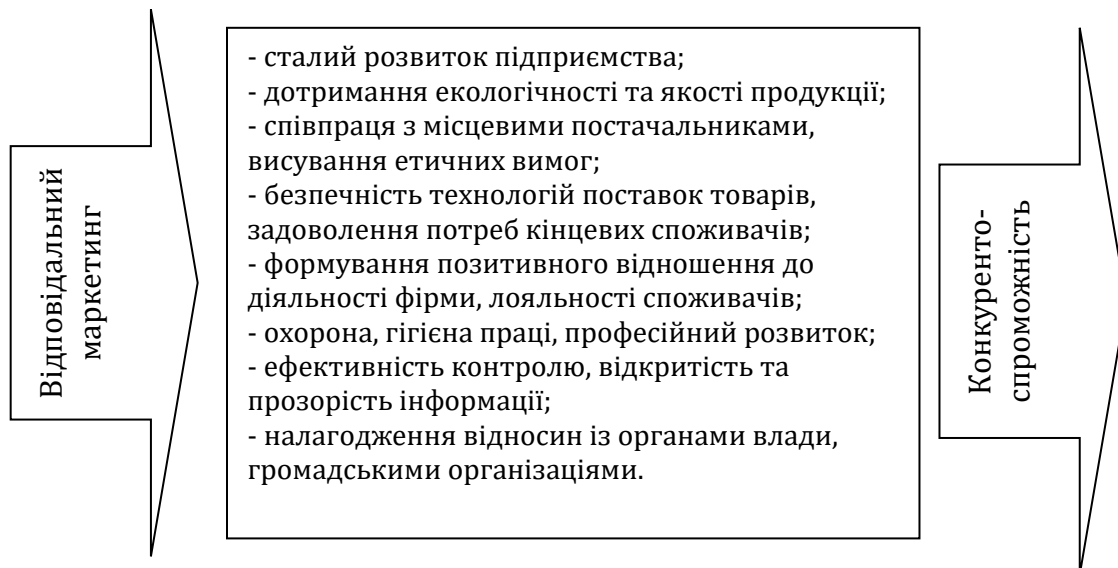 Відповідальний
маркетинг
- сталий розвиток підприємства;
- дотримання екологічності та якості продукції;
- співпраця з місцевими постачальниками,
висування етичних вимог;
- безпечність технологій поставок товарів,
задоволення потреб кінцевих споживачів;
- формування позитивного відношення до
діяльності фірми, лояльності споживачів;
- охорона, гігієна праці, професійний розвиток;
- ефективність контролю, відкритість та
прозорість інформації;
- налагодження відносин із органами влади,
громадськими організаціями.
Конкуренто-
спроможність